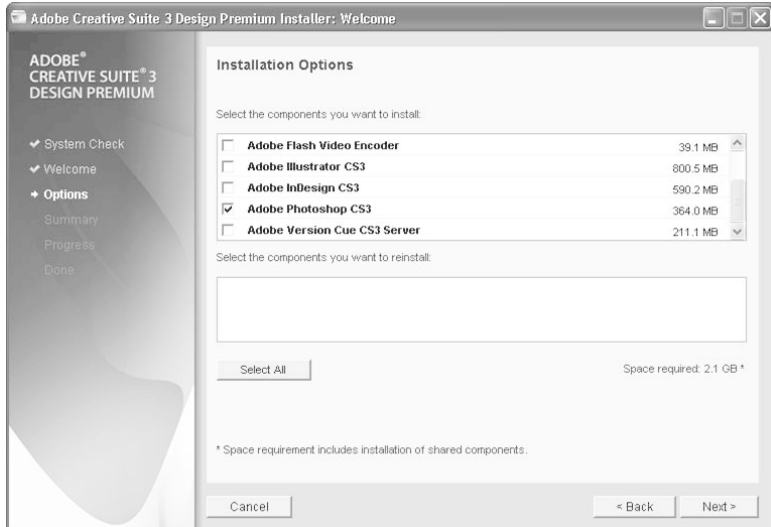 Adobe Creative Suite 3 Design Premium Installer: Welcome
ADOBE®
CREATIVE SUITE® 3
DESIGN PREMIUM
System Check
Welcome
Options
Summary
Progress
Done
Installation Options
Select the components you want to install:
Adobe Flash Video Encoder 39.1 MB
Adobe Illustrator CS3 800.5 MB
Adobe InDesign CS3 590.2 MB
Adobe Photoshop CS3 364.0 MB
Adobe Version Cue CS3 Server 211.1 MB
Select the components you want to reinstall:
Select All
Space required: 2.1 GB *
* Space requirement includes installation of shared components.
Cancel
< Back
Next >